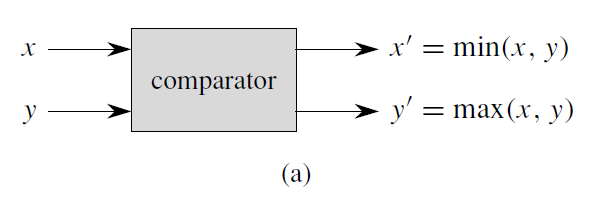 x x′ = min(x, y)
comparator
y y′ = max(x, y)
(a)